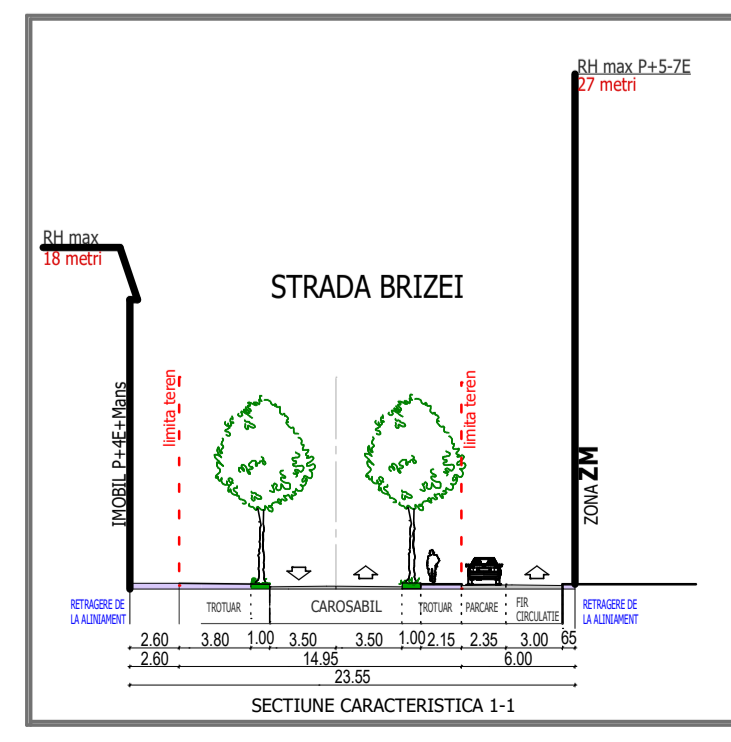 RH max P+5-7E
27 metri
RH max
18 metri
STRADA BRIZEI
limita teren
limita teren
IMOBIL P+4E+Mans
ZONA ZM
RETRAGERE DE
LA ALINIAMENT
TROTUAR
CAROSABIL
TROTUAR
PARCARE
FIR
CIRCULATIE
RETRAGERE DE
LA ALINIAMENT
2.60 3.80 1.00 3.50 3.50 1.00 2.15 2.35 3.00 65
2.60 14.95 6.00
23.55
SECTIUNE CARACTERISTICA 1-1